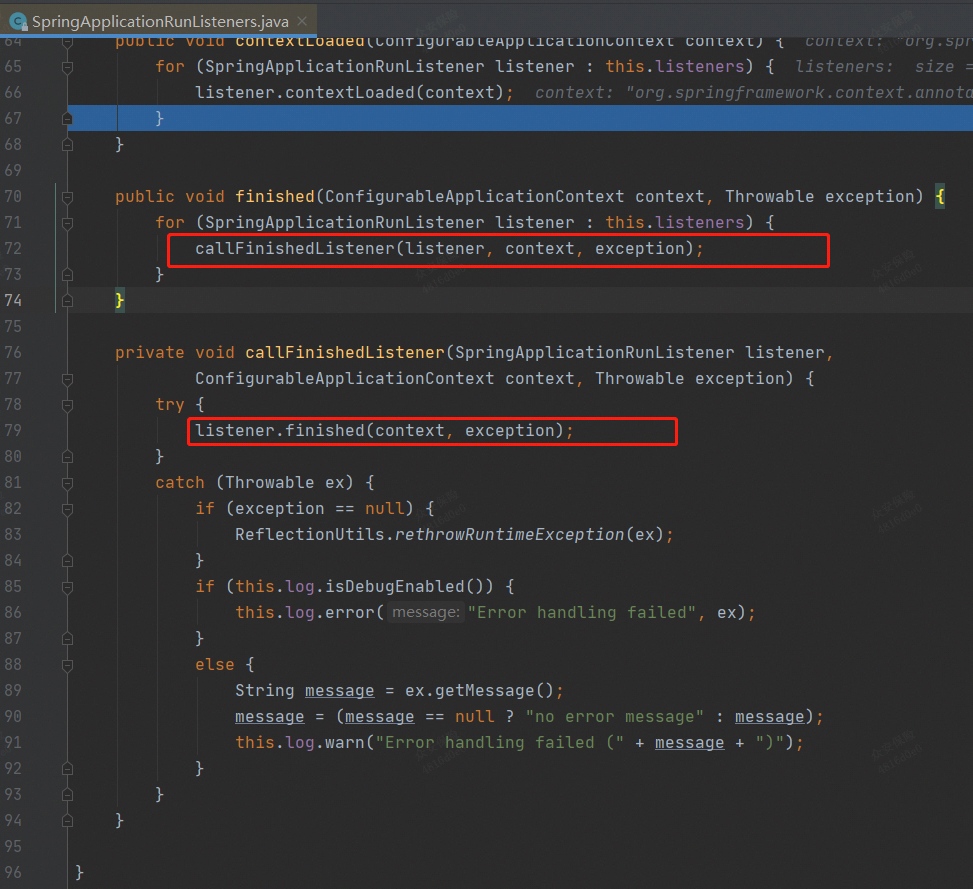 SpringApplicationRunListeners.java
64 public void contextLoaded(ConfigurableApplicationContext context) { context: "org.spr
65 for (SpringApplicationRunListener listener : this.listeners) { listeners: size =
66 listener.contextLoaded(context); context: "org.springframework.context.annota
67 }
68 }
69
70 public void finished(ConfigurableApplicationContext context, Throwable exception) {
71 for (SpringApplicationRunListener listener : this.listeners) {
72 callFinishedListener(listener, context, exception);
73 }
74 }
75
76 private void callFinishedListener(SpringApplicationRunListener listener,
77 ConfigurableApplicationContext context, Throwable exception) {
78 try {
79 listener.finished(context, exception);
80 }
81 catch (Throwable ex) {
82 if (exception == null) {
83 ReflectionUtils.rethrowRuntimeException(ex);
84 }
85 if (this.log.isDebugEnabled()) {
86 this.log.error( message: "Error handling failed", ex);
87 }
88 else {
89 String message = ex.getMessage();
90 message = (message == null ? "no error message" : message);
91 this.log.warn("Error handling failed (" + message + ")");
92 }
93 }
94 }
95
96 }